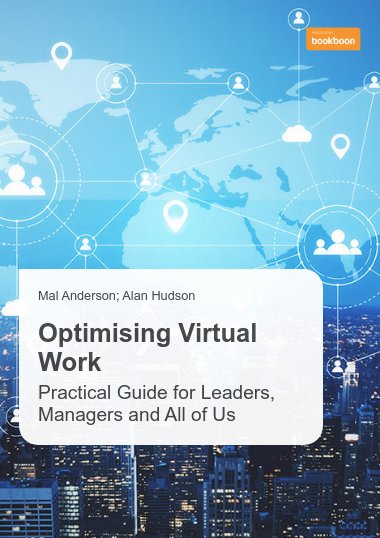 bookboon
Mal Anderson; Alan Hudson
Optimising Virtual
Work
Practical Guide for Leaders,
Managers and All of Us